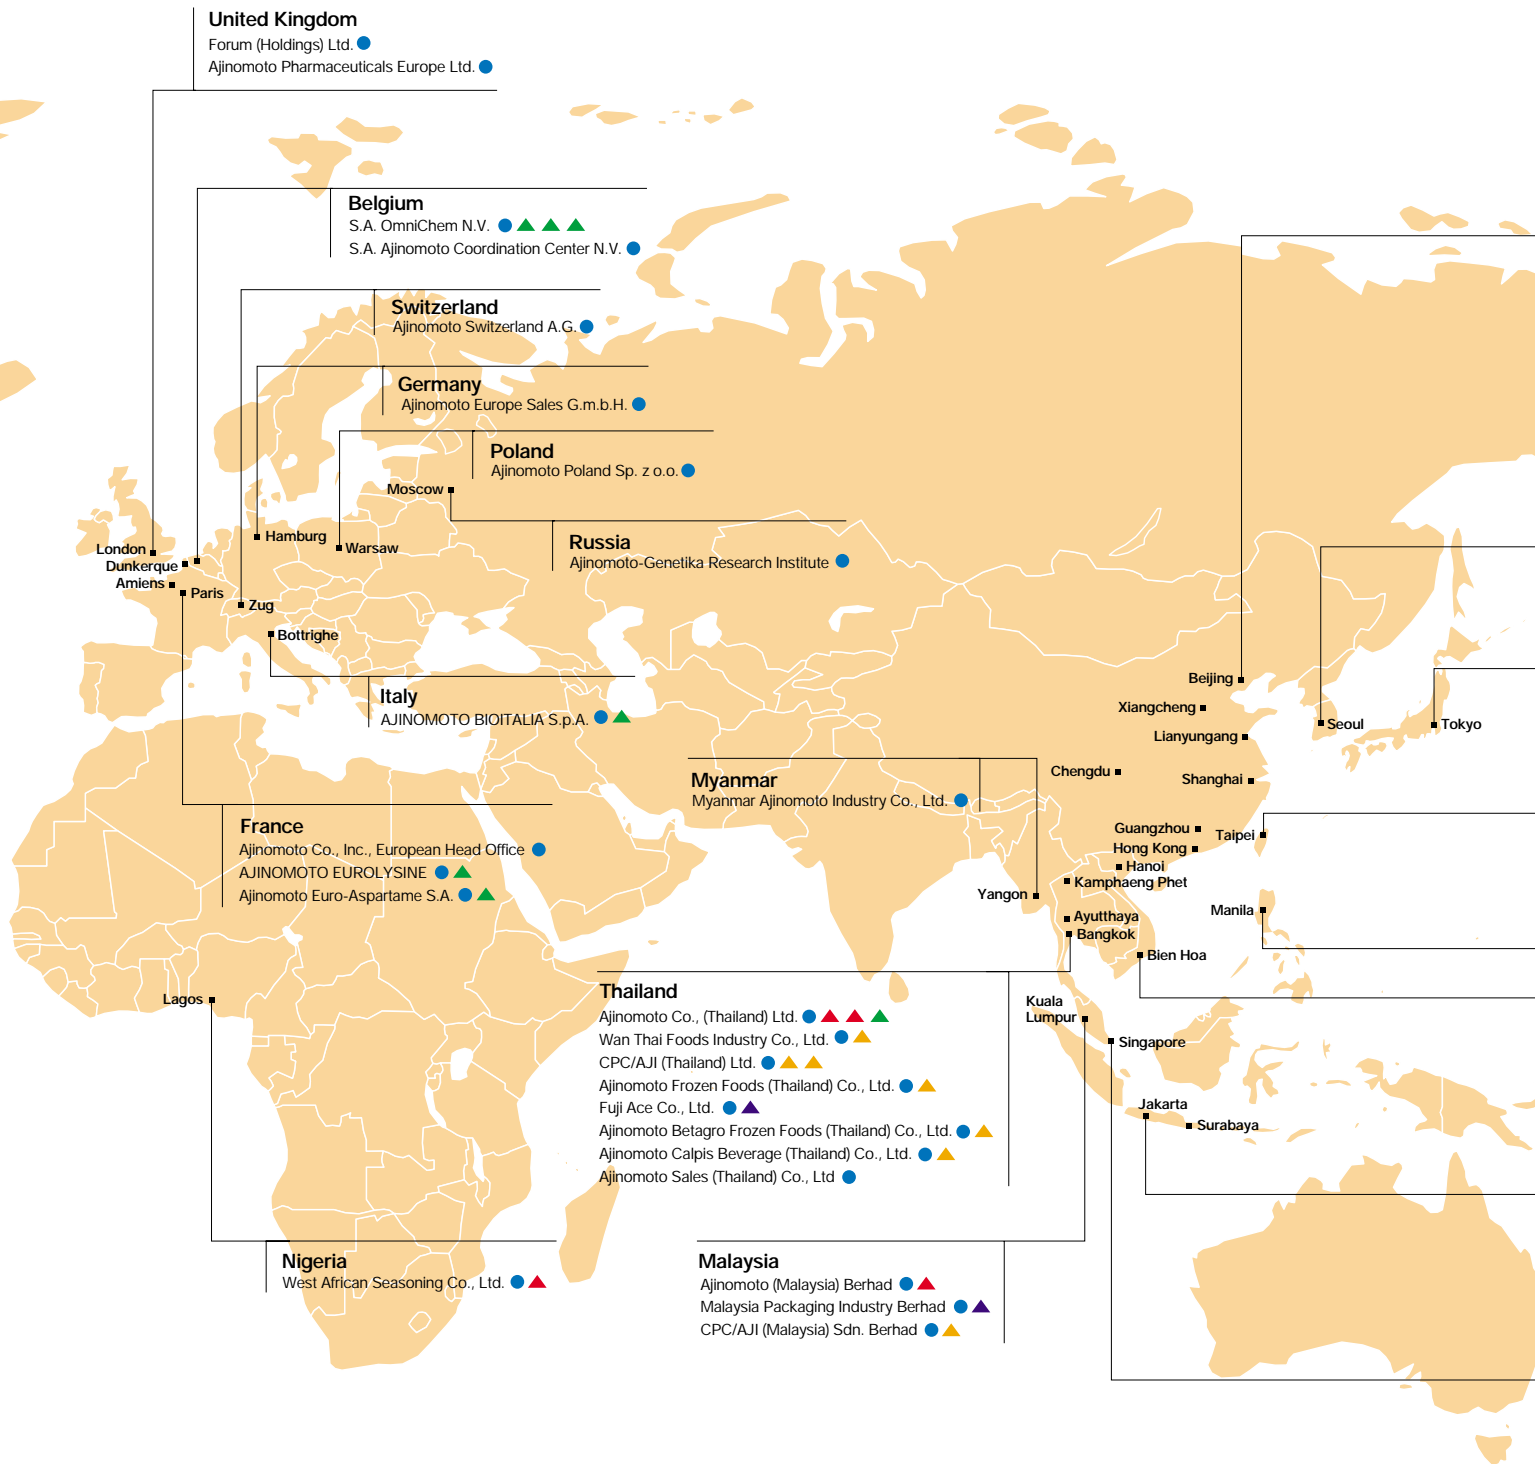 United Kingdom
Forum (Holdings) Ltd.
Ajinomoto Pharmaceuticals Europe Ltd.
Belgium
S.A. OmniChem N.V.
S.A. Ajinomoto Coordination Center N.V.
Switzerland
Ajinomoto Switzerland A.G.
Germany
Ajinomoto Europe Sales G.m.b.H.
Poland
Ajinomoto Poland Sp. z o.o.
Moscow
Russia
Ajinomoto-Genetika Research Institute
London
Dunkerque
Amiens
Paris
Hamburg
Warsaw
Zug
Bottrighe
Italy
AJINOMOTO BIOITALIA S.p.A.
Beijing
Xiangcheng
Lianyungang
Seoul
Tokyo
Chengdu
Shanghai
Myanmar
Myanmar Ajinomoto Industry Co., Ltd.
France
Ajinomoto Co., Inc., European Head Office
AJINOMOTO EUROLYSINE
Ajinomoto Euro-Aspartame S.A.
Guangzhou
Taipei
Hong Kong
Hanoi
Kamphaeng Phet
Yangon
Manila
Ayutthaya
Bangkok
Bien Hoa
Lagos
Thailand
Ajinomoto Co., (Thailand) Ltd.
Wan Thai Foods Industry Co., Ltd.
CPC/AJI (Thailand) Ltd.
Ajinomoto Frozen Foods (Thailand) Co., Ltd.
Fuji Ace Co., Ltd.
Ajinomoto Betagro Frozen Foods (Thailand) Co., Ltd.
Ajinomoto Calpis Beverage (Thailand) Co., Ltd.
Ajinomoto Sales (Thailand) Co., Ltd
Kuala
Lumpur
Singapore
Jakarta
Surabaya
Nigeria
West African Seasoning Co., Ltd.
Malaysia
Ajinomoto (Malaysia) Berhad
Malaysia Packaging Industry Berhad
CPC/AJI (Malaysia) Sdn. Berhad